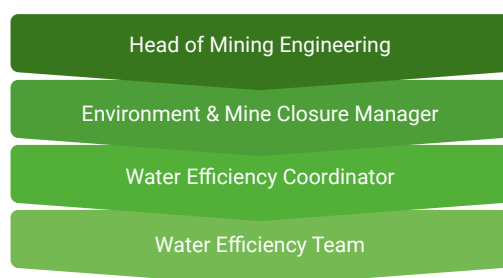 Head of Mining Engineering
Environment & Mine Closure Manager
Water Efficiency Coordinator
Water Efficiency Team